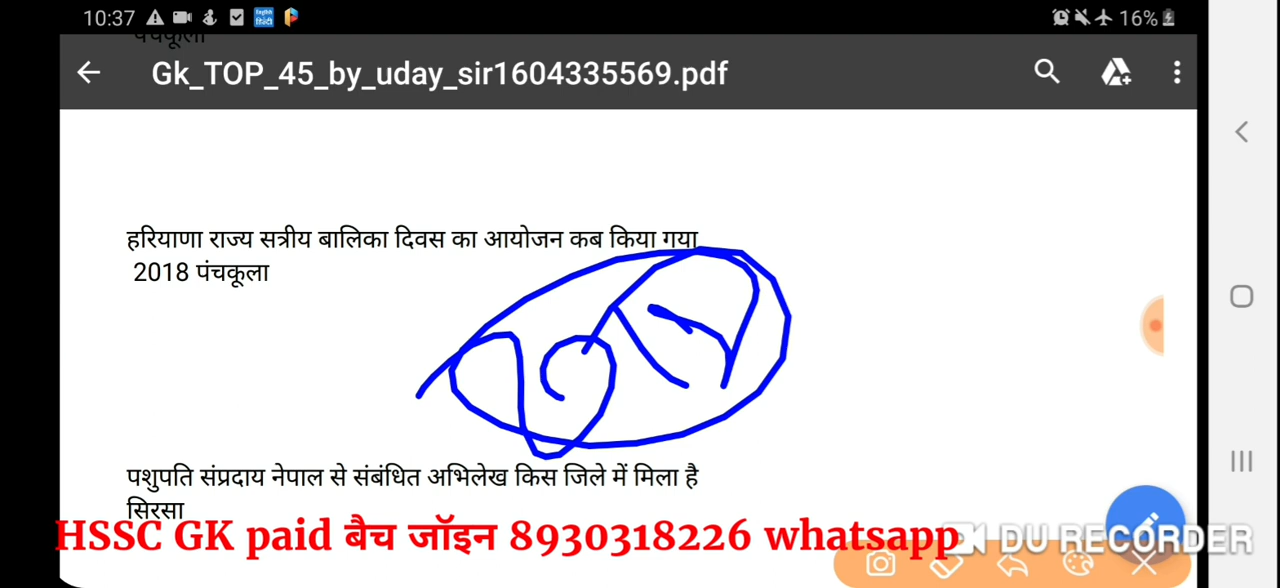 10:37
16%
पंचकूला
Gk_TOP_45_by_uday_sir1604335569.pdf
हरियाणा राज्य सत्रीय बालिका दिवस का आयोजन कब किया गया
2018 पंचकूला
पशुपति संप्रदाय नेपाल से संबंधित अभिलेख किस जिले में मिला है
सिरसा
HSSC GK paid बैच जॉइन 8930318226 whatsapp
DU RECORDER